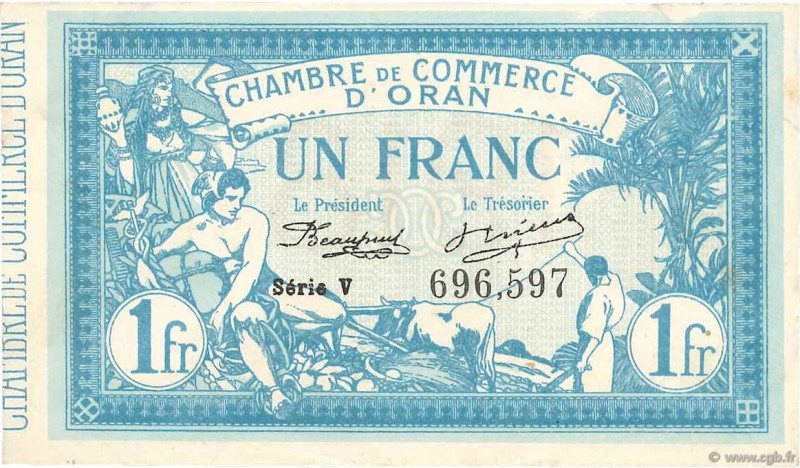 CHAMBRE DE COMMERCE
D'ORAN
UN FRANC
Le Président Le Trésorier
Série V 696,597
1fr 1fr
CHAMBRE DE COMMERCE D'ORAN
© www.cgb.fr